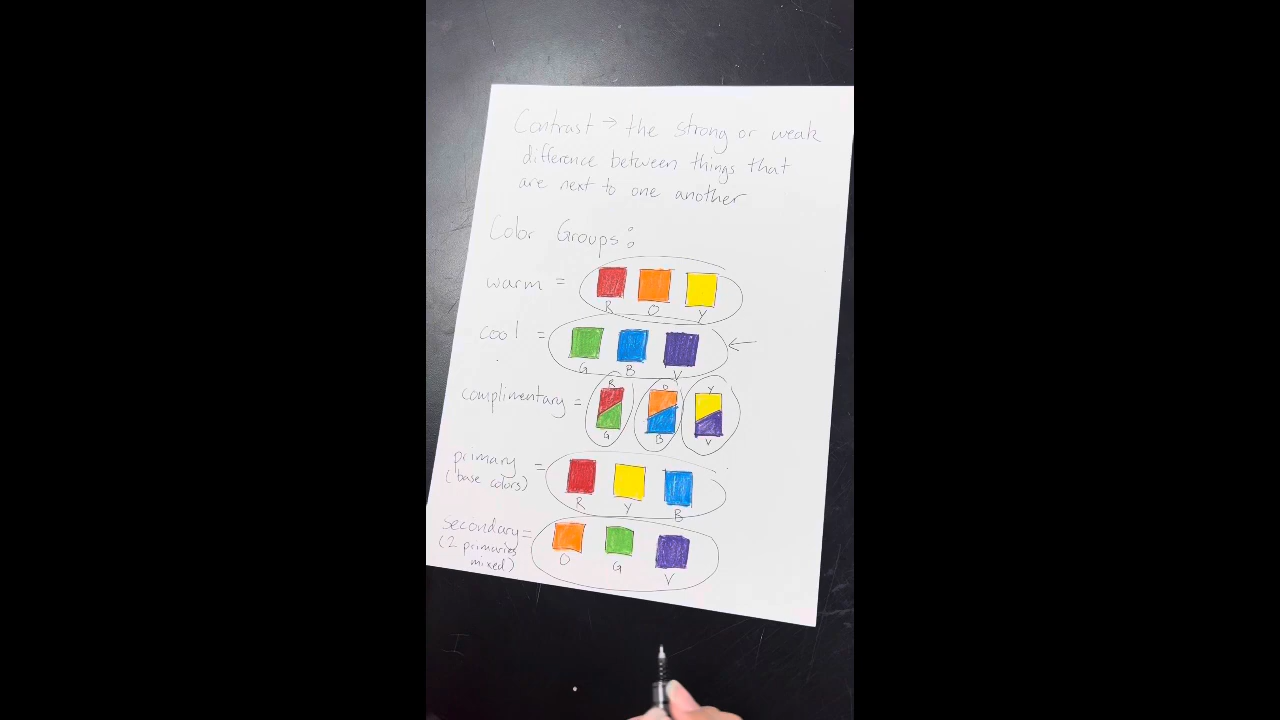 Contrast → the strong or weak
difference between things that
are next to one another
Color Groups:
warm =
R O Y
cool =
G B V
R O Y
complimentary =
G B V
primary =
(base colors)
R Y B
secondary =
(2 primaries
mixed)
O G V